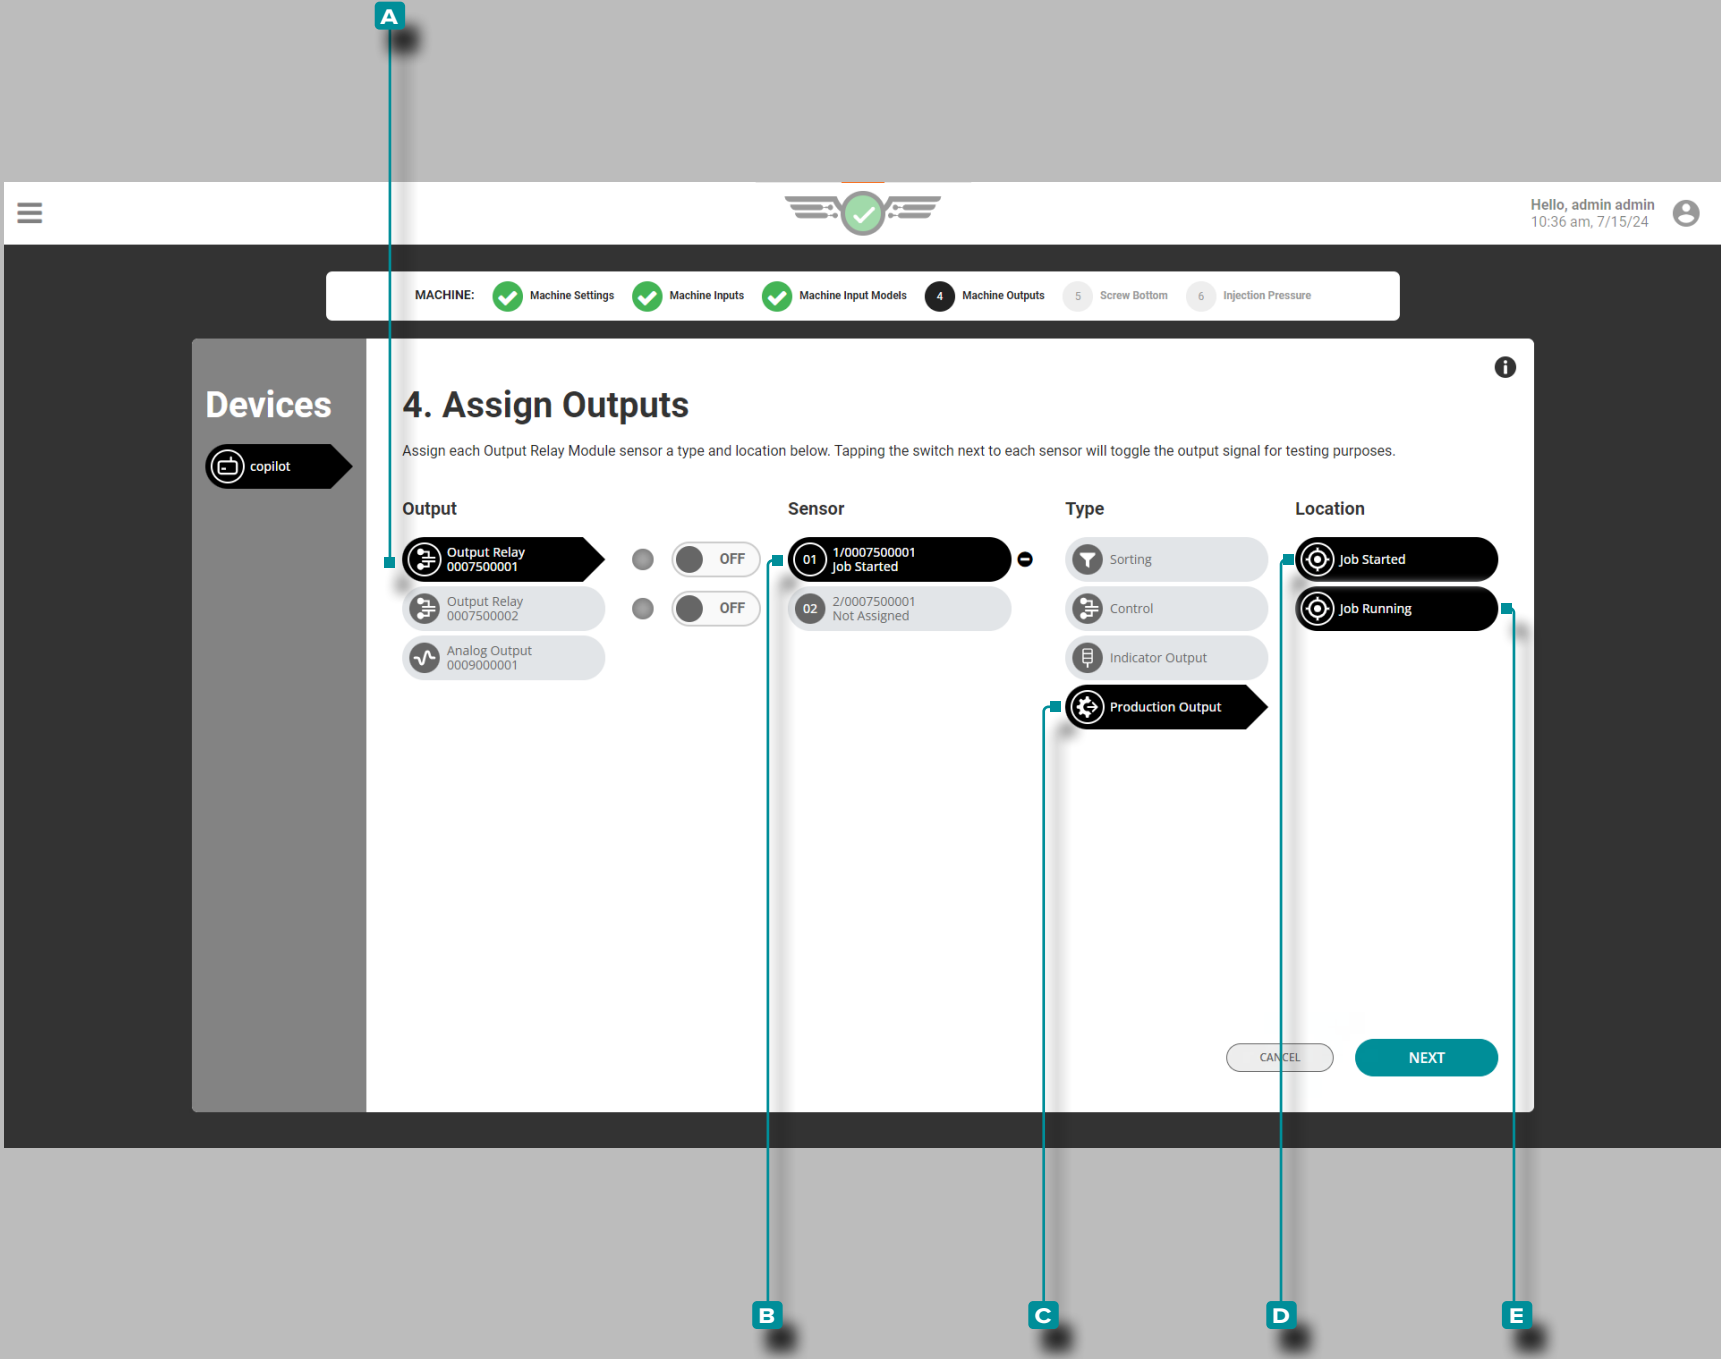 A
Hello, admin admin
10:36 am, 7/15/24
MACHINE: Machine Settings Machine Inputs Machine Input Models 4 Machine Outputs 5 Screw Bottom 6 Injection Pressure
Devices
copilot
4. Assign Outputs
Assign each Output Relay Module sensor a type and location below. Tapping the switch next to each sensor will toggle the output signal for testing purposes.
Output
Output Relay
0007500001
Output Relay
0007500002
Analog Output
0009000001
OFF
OFF
Sensor
01 1/0007500001
Job Started
02 2/0007500001
Not Assigned
Type
Sorting
Control
Indicator Output
Production Output
Location
Job Started
Job Running
CANCEL
NEXT
B
C
D
E